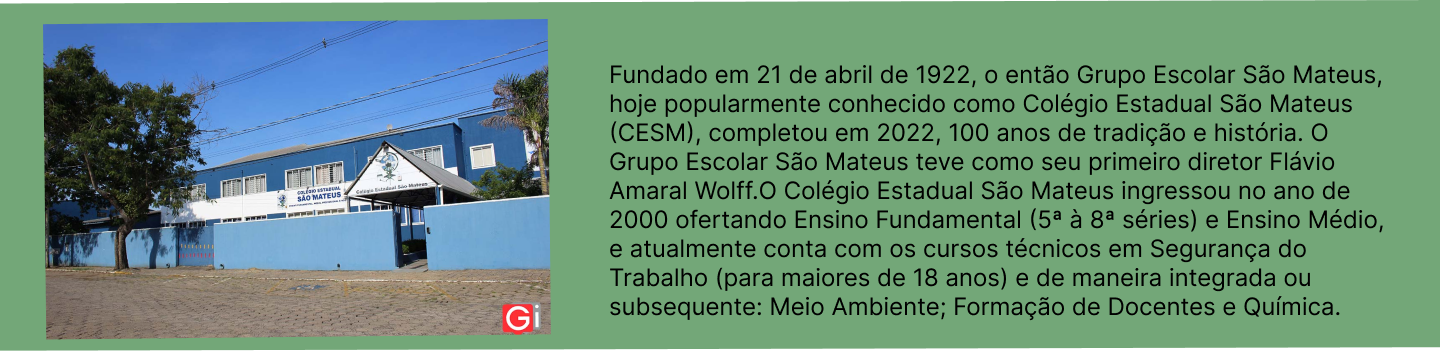 COLÉGIO ESTADUAL
SÃO MATEUS
Colégio Estadual São Mateus
Gi
Fundado em 21 de abril de 1922, o então Grupo Escolar São Mateus,
hoje popularmente conhecido como Colégio Estadual São Mateus
(CESM), completou em 2022, 100 anos de tradição e história. O
Grupo Escolar São Mateus teve como seu primeiro diretor Flávio
Amaral Wolff.O Colégio Estadual São Mateus ingressou no ano de
2000 ofertando Ensino Fundamental (5ª à 8ª séries) e Ensino Médio,
e atualmente conta com os cursos técnicos em Segurança do
Trabalho (para maiores de 18 anos) e de maneira integrada ou
subsequente: Meio Ambiente; Formação de Docentes e Química.